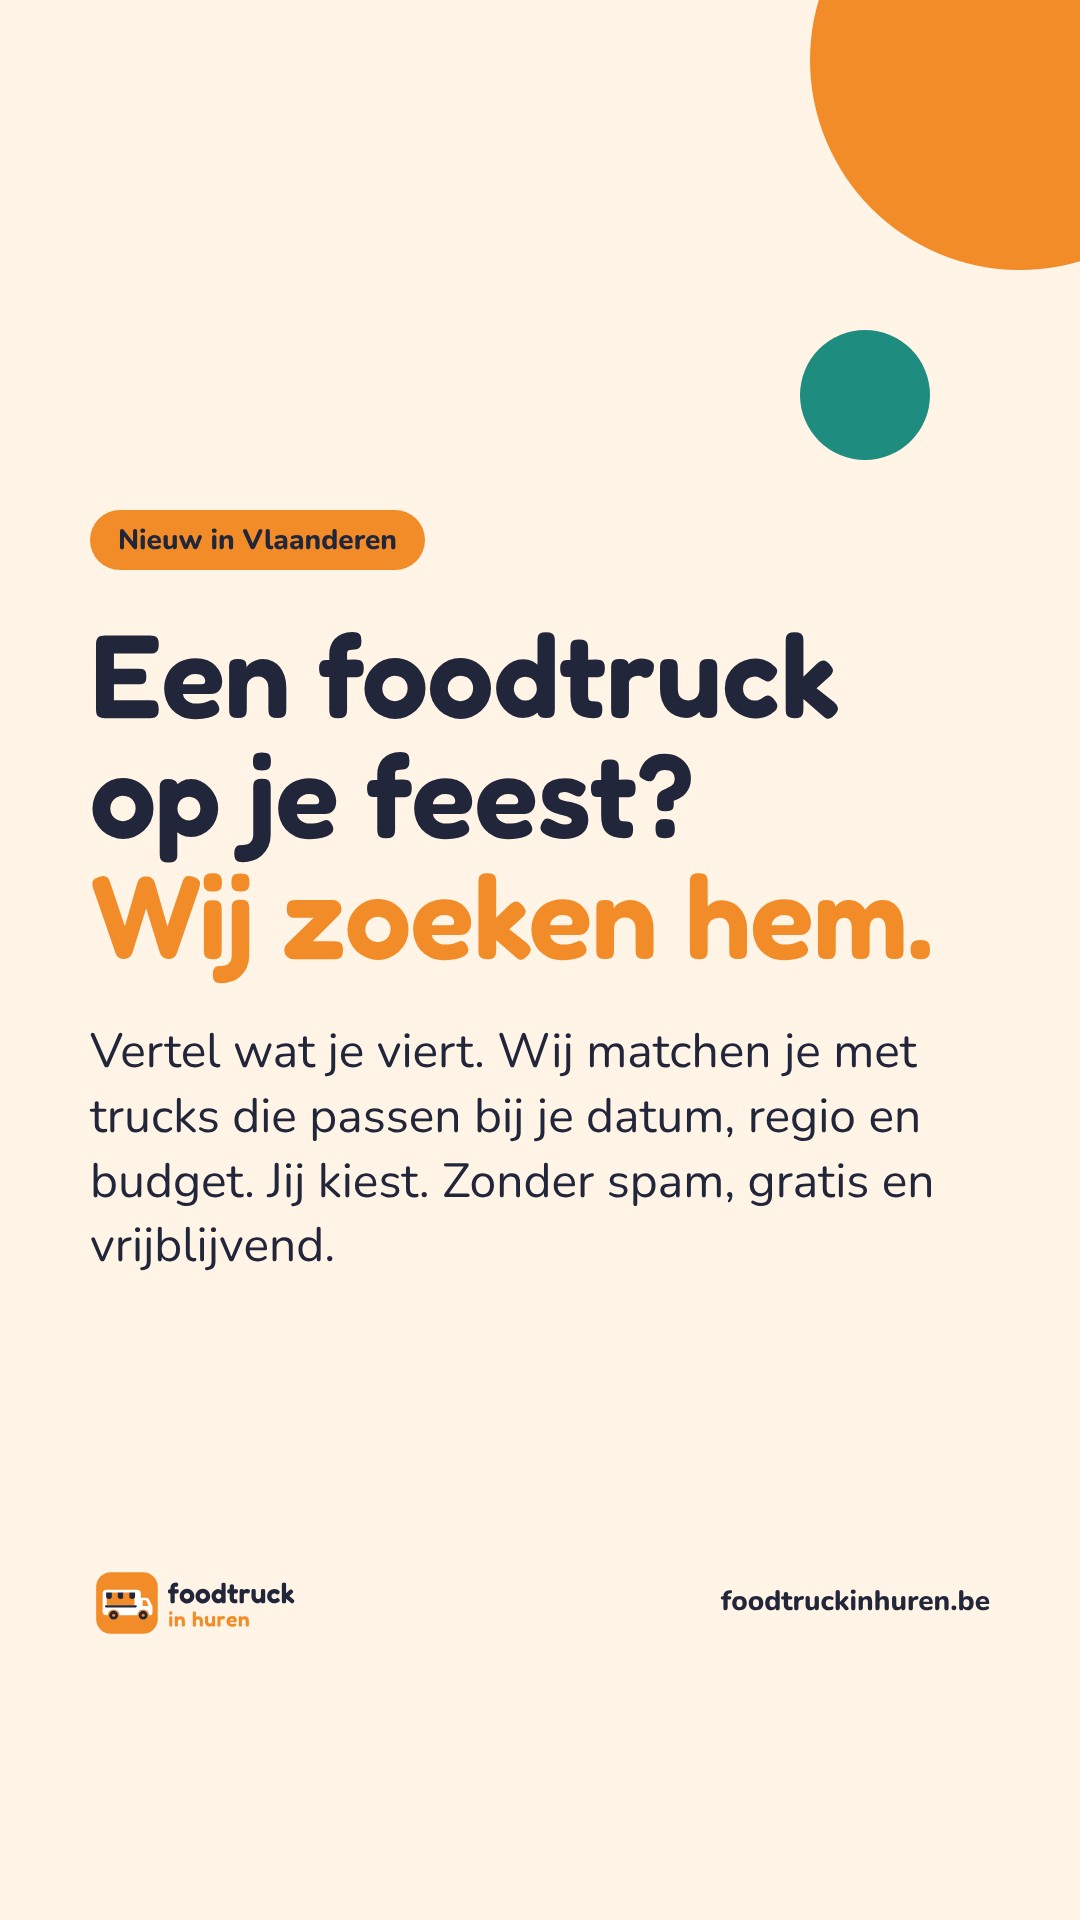 Nieuw in Vlaanderen
Een foodtruck
op je feest?
Wij zoeken hem.
Vertel wat je viert. Wij matchen je met
trucks die passen bij je datum, regio en
budget. Jij kiest. Zonder spam, gratis en
vrijblijvend.
foodtruck
in huren
foodtruckinhuren.be